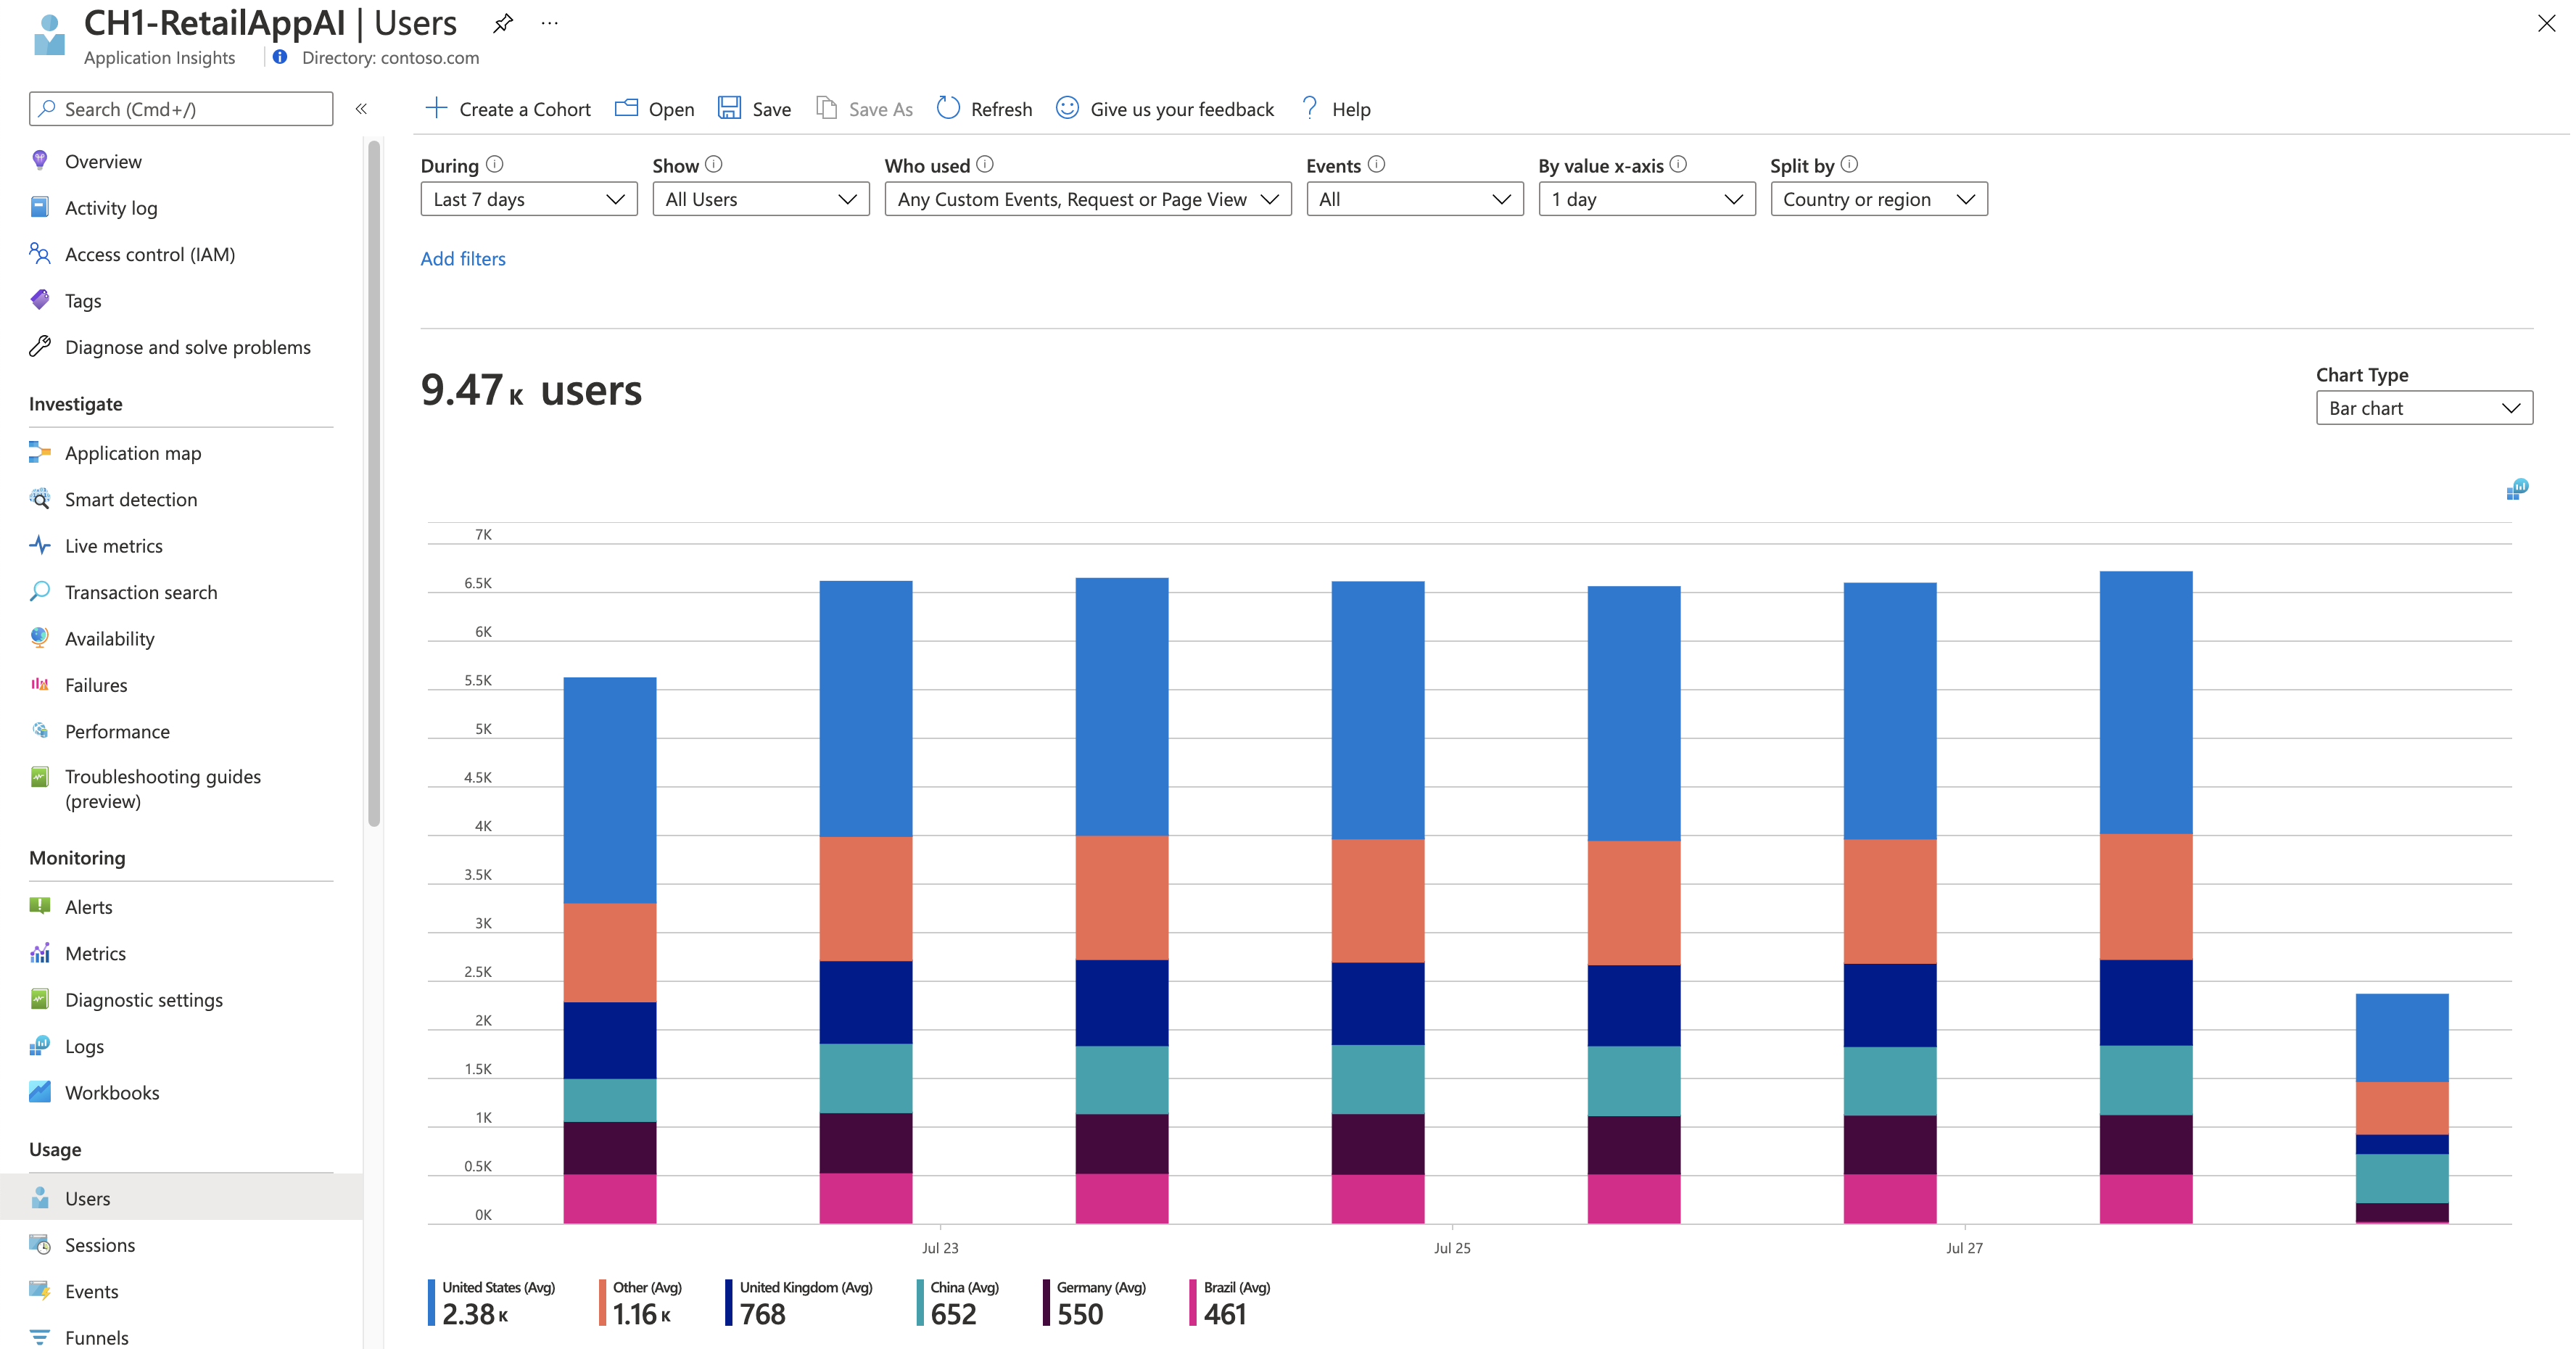 CH1-RetailAppAI | Users
Application Insights
Directory: contoso.com
Search (Cmd+/)
Overview
Activity log
Access control (IAM)
Tags
Diagnose and solve problems
Investigate
Application map
Smart detection
Live metrics
Transaction search
Availability
Failures
Performance
Troubleshooting guides
(preview)
Monitoring
Alerts
Metrics
Diagnostic settings
Logs
Workbooks
Usage
Users
Sessions
Events
Funnels
Create a Cohort Open Save Save As Refresh Give us your feedback Help
During Show Who used Events By value x-axis Split by
Last 7 days All Users Any Custom Events, Request or Page View All 1 day Country or region
Add filters
9.47 K users
Chart Type
Bar chart
7K
6.5K
6K
5.5K
5K
4.5K
4K
3.5K
3K
2.5K
2K
1.5K
1K
0.5K
0K
Jul 23 Jul 25 Jul 27
United States (Avg) Other (Avg) United Kingdom (Avg) China (Avg) Germany (Avg) Brazil (Avg)
2.38 K 1.16 K 768 652 550 461